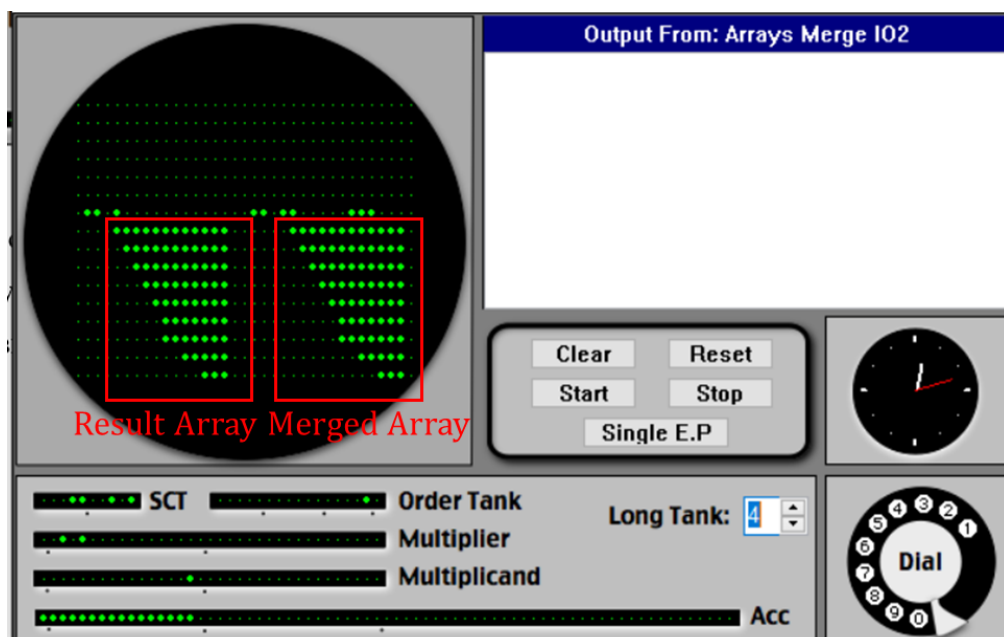 Output From: Arrays Merge IO2
Result Array Merged Array
Clear Reset
Start Stop
Single E.P
SCT Order Tank
Long Tank: 4
Multiplier
Multiplicand
Acc
Dial
1
2
3
4
5
6
7
8
9
0